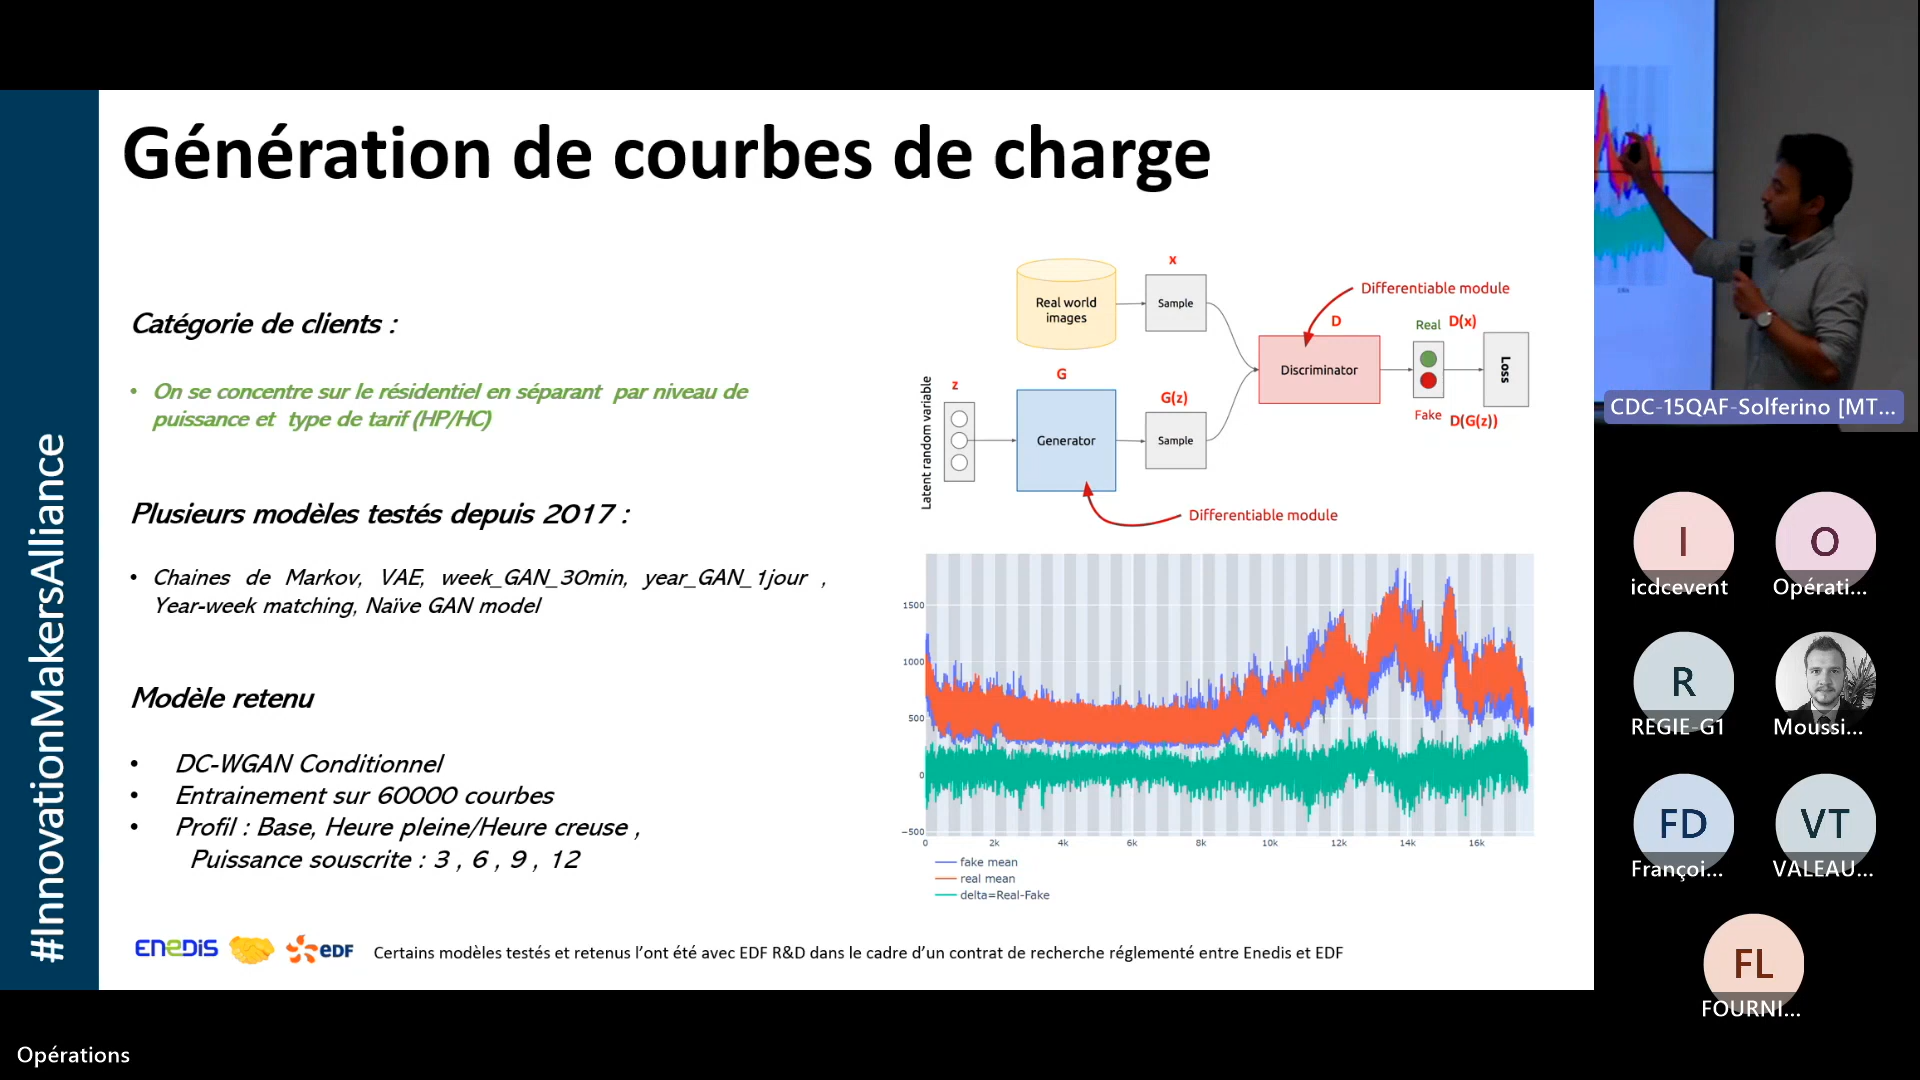 Génération de courbes de charge
Catégorie de clients :
• On se concentre sur le résidentiel en séparant par niveau de
puissance et type de tarif (HP/HC)
Plusieurs modèles testés depuis 2017 :
• Chaines de Markov, VAE, week_GAN_30min, year_GAN_1jour ,
Year-week matching, Naïve GAN model
Modèle retenu
• DC-WGAN Conditionnel
• Entrainement sur 60000 courbes
• Profil : Base, Heure pleine/Heure creuse ,
Puissance souscrite : 3 , 6 , 9 , 12
#InnovationMakersAlliance
x
Real world
images
Sample
Differentiable module
D
Real D(x)
Discriminator
Loss
Fake D(G(z))
Latent random variable
z
G
Generator
G(z)
Sample
Differentiable module
1500
1000
500
0
−500
0
2k
4k
6k
8k
10k
12k
14k
16k
fake mean
real mean
delta=Real-Fake
ENEDIS
EDF
Certains modèles testés et retenus l’ont été avec EDF R&D dans le cadre d’un contrat de recherche réglementé entre Enedis et EDF
CDC-15QAF-Solferino [MT...
I
icdcevent
O
Opérati...
R
REGIE-G1
Moussi...
FD
Françoi...
VT
VALEAU...
FL
FOURNI...
Opérations